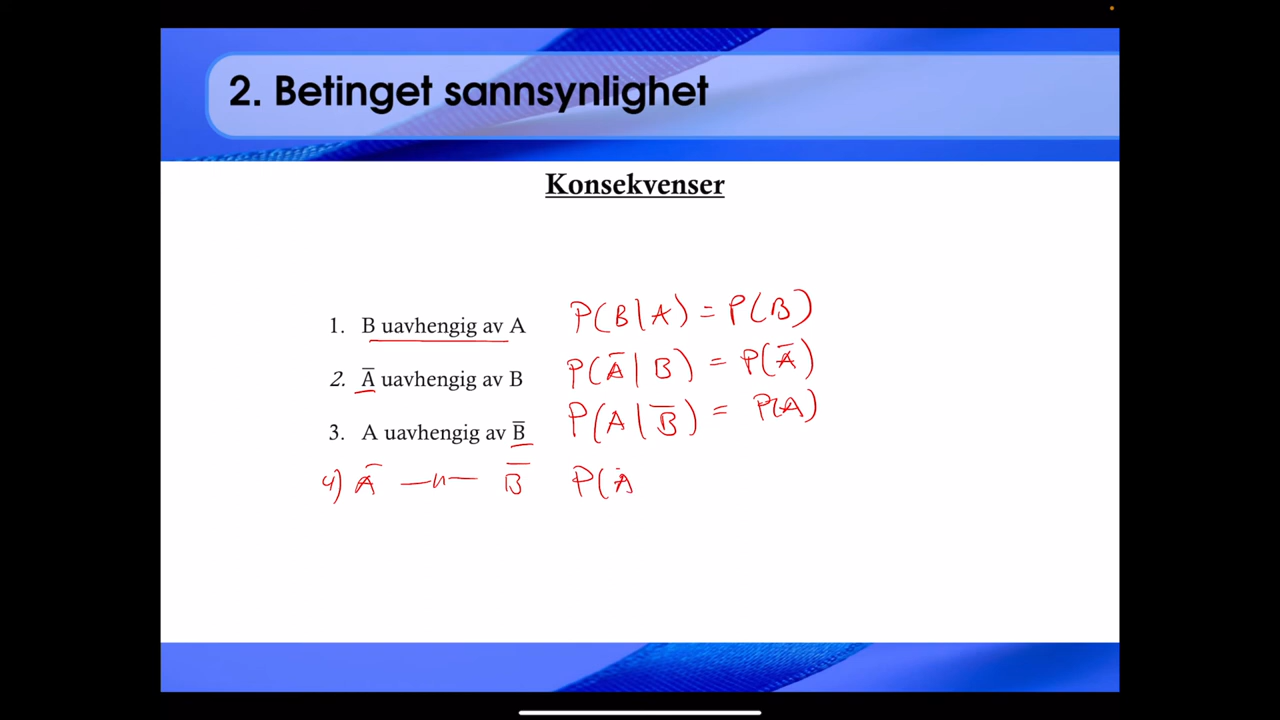 2. Betinget sannsynlighet
Konsekvenser
1. B uavhengig av A P(B|A) = P(B)
2. A̅ uavhengig av B P(A̅|B) = P(A̅)
3. A uavhengig av B̅ P(A|B̅) = P(A)
4) A̅ —"— B̅ P(A